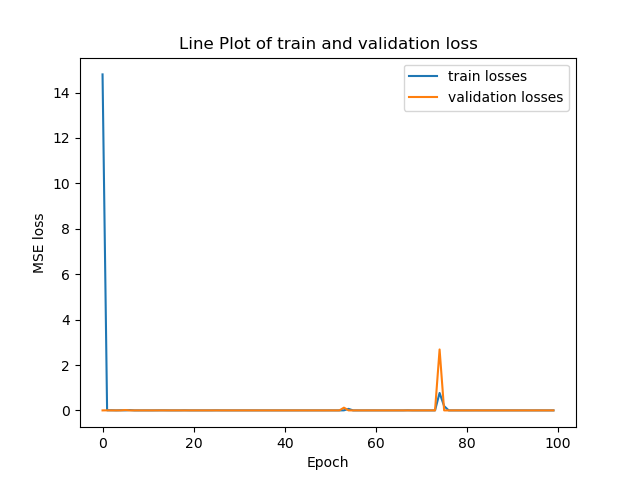 Line Plot of train and validation loss
train losses
validation losses
14
12
10
8
6
4
2
0
MSE loss
0 20 40 60 80 100
Epoch